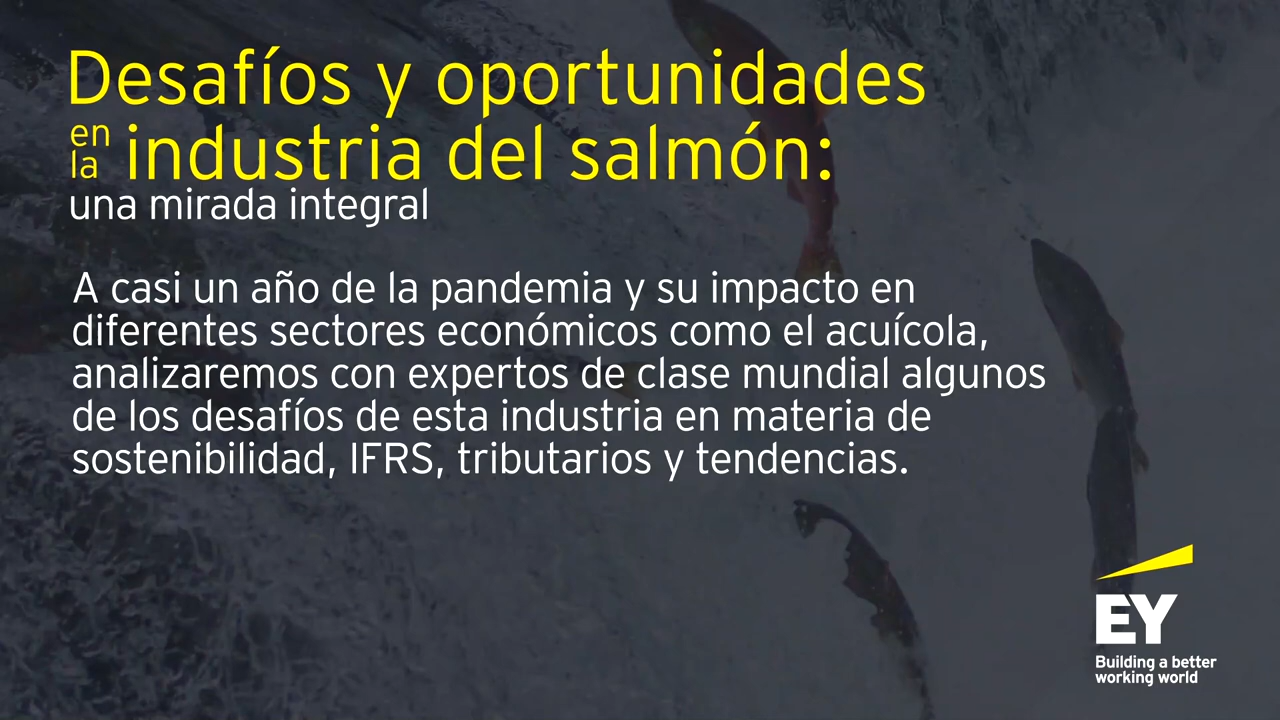 Desafíos y oportunidades
en la industria del salmón:
una mirada integral
A casi un año de la pandemia y su impacto en
diferentes sectores económicos como el acuícola,
analizaremos con expertos de clase mundial algunos
de los desafíos de esta industria en materia de
sostenibilidad, IFRS, tributarios y tendencias.
EY
Building a better
working world